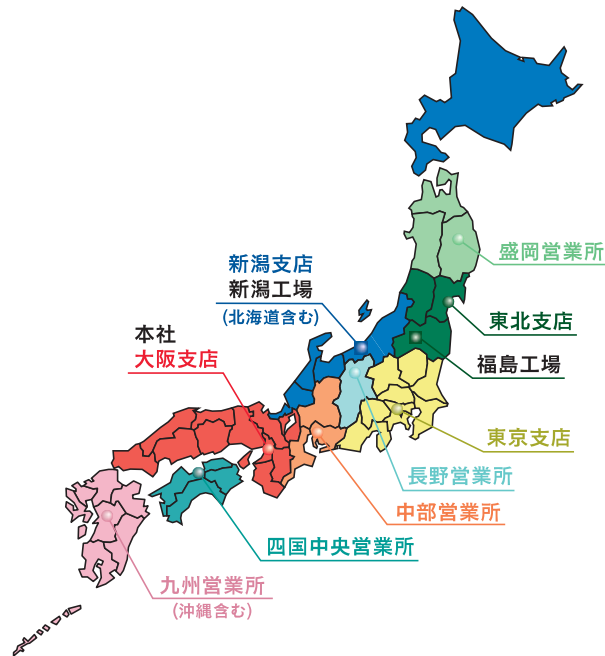 盛岡営業所
新潟支店
新潟工場
(北海道含む)
東北支店
本社
大阪支店
福島工場
東京支店
長野営業所
中部営業所
四国中央営業所
九州営業所
(沖縄含む)